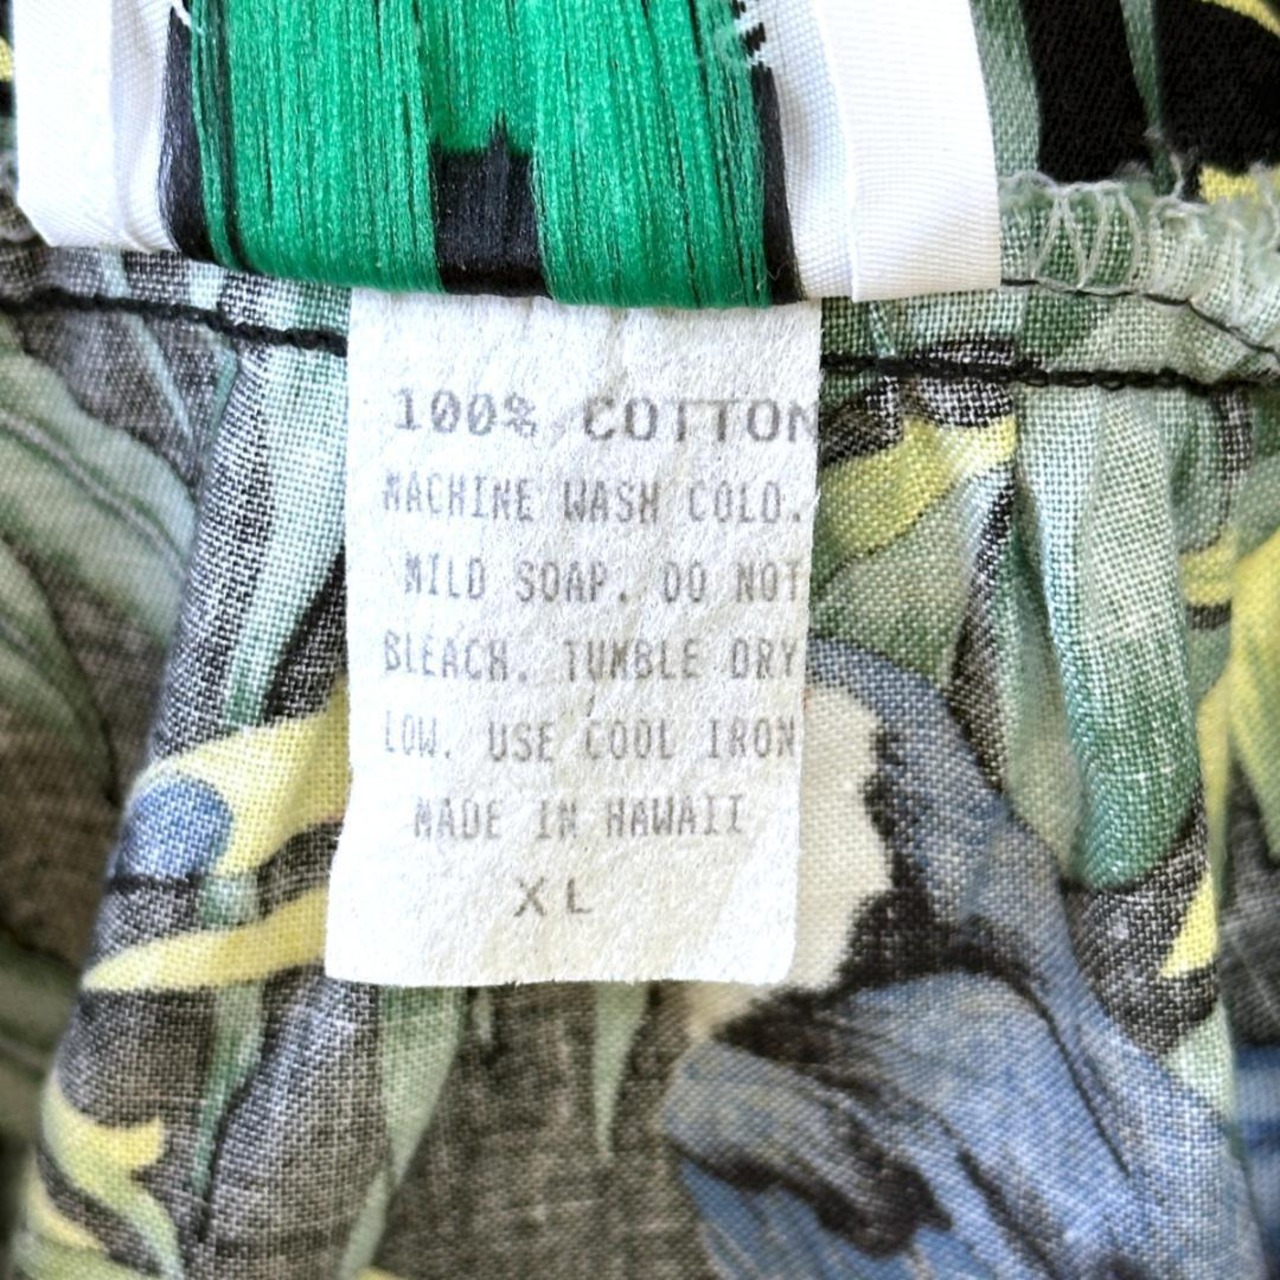 100% COTTON
MACHINE WASH COLD.
MILD SOAP. DO NOT
BLEACH. TUMBLE DRY
LOW. USE COOL IRON
MADE IN HAWAII
XL